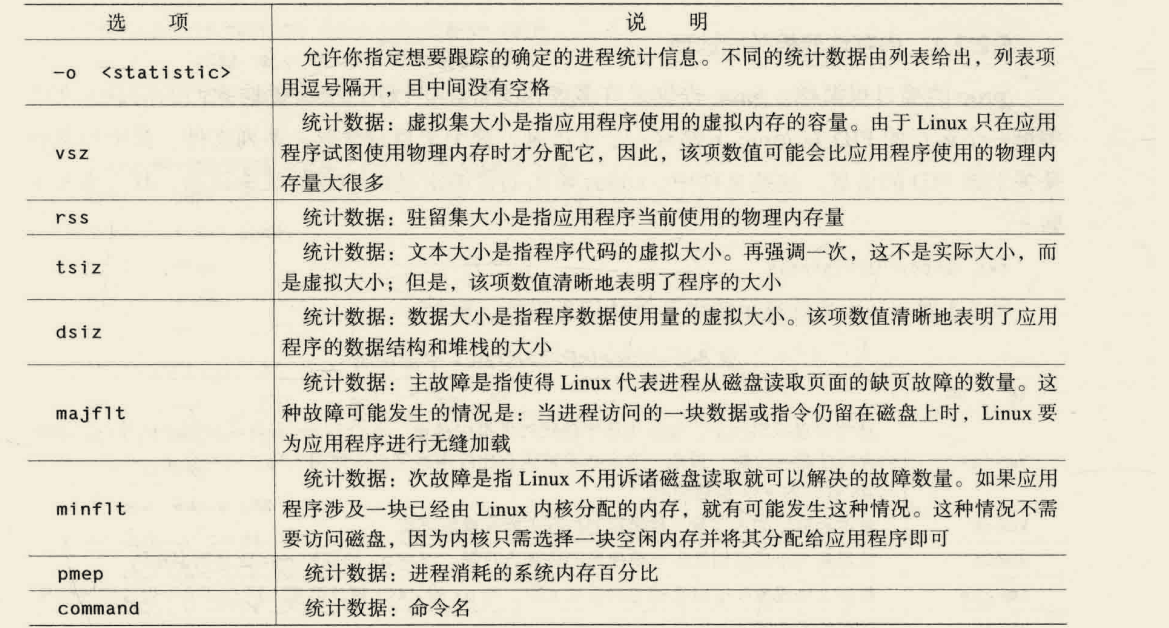 选 项 说 明
-o <statistic> 允许你指定想要跟踪的确定的进程统计信息。不同的统计数据由列表给出，列表项
用逗号隔开，且中间没有空格
统计数据：虚拟集大小是指应用程序使用的虚拟内存的容量。由于 Linux 只在应用
vsz 程序试图使用物理内存时才分配它，因此，该项数值可能会比应用程序使用的物理内
存量大很多
rss 统计数据：驻留集大小是指应用程序当前使用的物理内存量
tsiz 统计数据：文本大小是指程序代码的虚拟大小。再强调一次，这不是实际大小，而
是虚拟大小；但是，该项数值清晰地表明了程序的大小
dsiz 统计数据：数据大小是指程序数据使用量的虚拟大小。该项数值清晰地表明了应用
程序的数据结构和堆栈的大小
统计数据：主故障是指使得 Linux 代表进程从磁盘读取页面的缺页故障的数量。这
majflt 种故障可能发生的情况是：当进程访问的一块数据或指令仍留在磁盘上时，Linux 要
为应用程序进行无缝加载
统计数据：次故障是指 Linux 不用诉诸磁盘读取就可以解决的故障数量。如果应用
minflt 程序涉及一块已经由 Linux 内核分配的内存，就有可能发生这种情况。这种情况不需
要访问磁盘，因为内核只需选择一块空闲内存并将其分配给应用程序即可
pmep 统计数据：进程消耗的系统内存百分比
command 统计数据：命令名